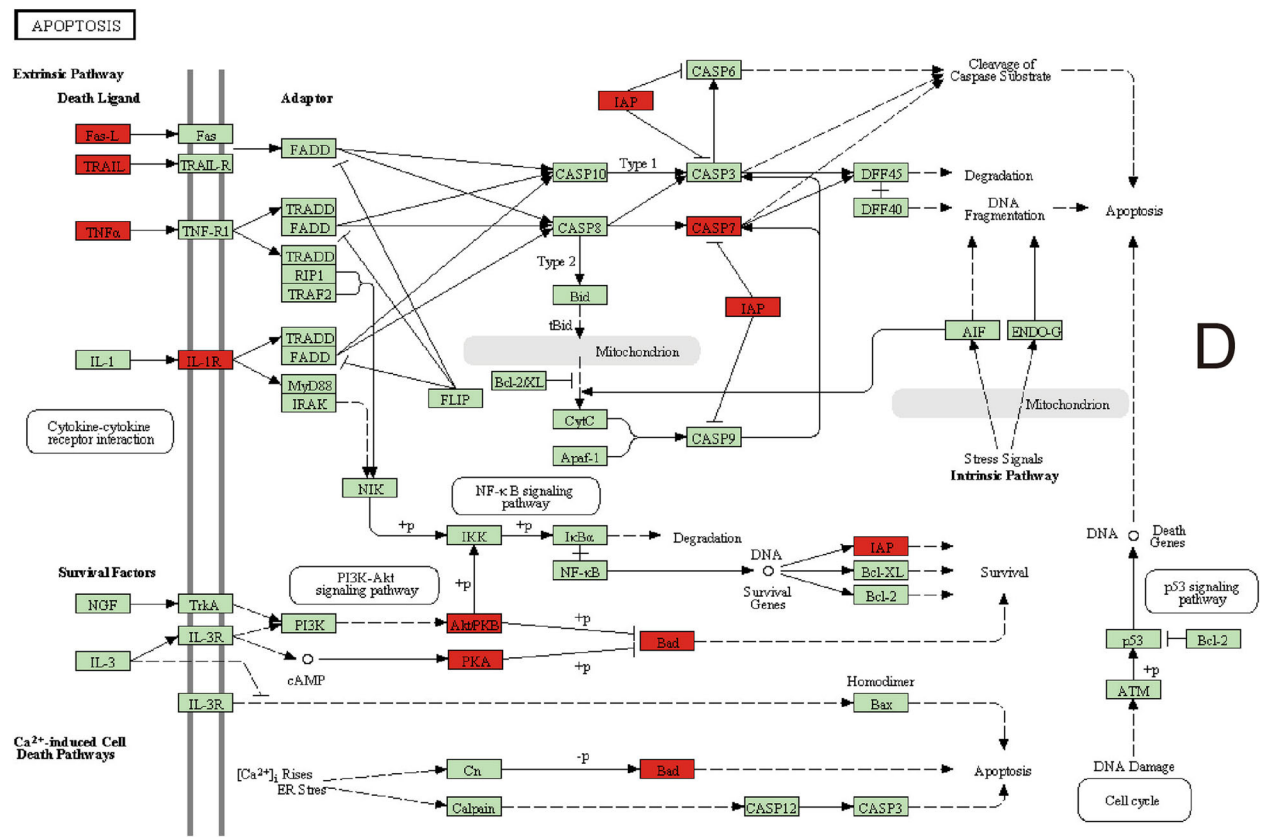 APOPTOSIS
Extrinsic Pathway
Death Ligand
Adaptor
Fas-L
Fas
FADD
TRAIL
TRAIL-R
CASP6
IAP
Cleavage of
Caspase Substrate
CASP10
Type 1
CASP3
DFF45
Degradation
DFF40
DNA
Fragmentation
Apoptosis
TNFα
TNF-R1
TRADD
FADD
TRADD
RIP1
TRAF2
CASP8
CASP7
Type 2
Bid
tBid
IAP
Mitochondrion
AIF
ENDO-G
D
IL-1
IL-1R
TRADD
FADD
MyD88
IRAK
FLIP
Bcl-2/XL
CytC
Apaf-1
CASP9
Mitochondrion
Stress Signals
Intrinsic Pathway
Cytokine-cytokine
receptor interaction
NIK
NF-κB signaling
pathway
+p
IKK
+p
IκBα
Degradation
NF-κB
DNA
Survival
Genes
IAP
Bcl-XL
Bcl-2
Survival
DNA
Death
Genes
p53 signaling
pathway
Survival Factors
PI3K-Akt
signaling pathway
+p
NGF
TrkA
PI3K
Akt/PKB
+p
Bad
IL-3R
IL-3
cAMP
PKA
+p
p53
Bcl-2
+p
ATM
IL-3R
Homodimer
Bax
Ca²⁺-induced Cell
Death Pathways
[Ca²⁺]i Rises
ER Stres
Cn
-p
Bad
Apoptosis
Calpain
CASP12
CASP3
DNA Damage
Cell cycle